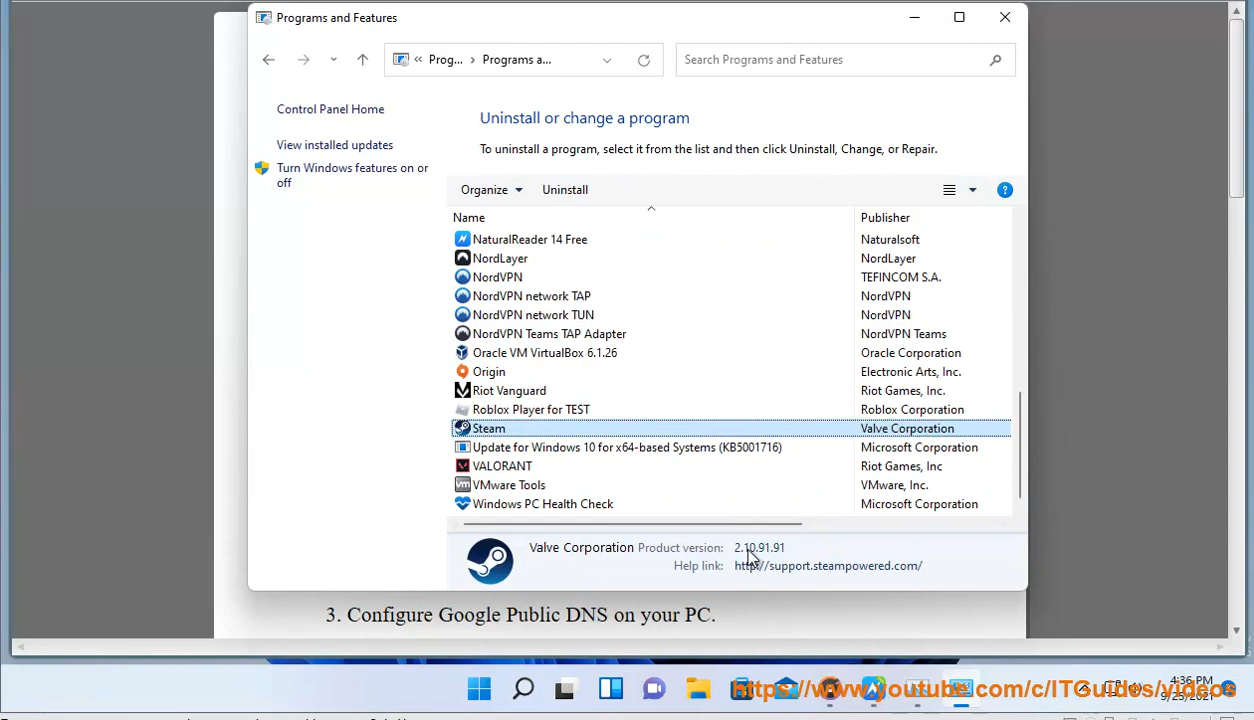 Programs and Features
Prog... Programs a...
Search Programs and Features
Control Panel Home
View installed updates
Turn Windows features on or off
Uninstall or change a program
To uninstall a program, select it from the list and then click Uninstall, Change, or Repair.
Organize Uninstall
Name Publisher
NaturalReader 14 Free Naturalsoft
NordLayer NordLayer
NordVPN TEFINCOM S.A.
NordVPN network TAP NordVPN
NordVPN network TUN NordVPN
NordVPN Teams TAP Adapter NordVPN Teams
Oracle VM VirtualBox 6.1.26 Oracle Corporation
Origin Electronic Arts, Inc.
Riot Vanguard Riot Games, Inc.
Roblox Player for TEST Roblox Corporation
Steam Valve Corporation
Update for Windows 10 for x64-based Systems (KB5001716) Microsoft Corporation
VALORANT Riot Games, Inc
VMware Tools VMware, Inc.
Windows PC Health Check Microsoft Corporation
Valve Corporation Product version: 2.10.91.91
Help link: http://support.steampowered.com/
3. Configure Google Public DNS on your PC.
https://www.youtube.com/c/ITGuides/videos
4:36 PM
9/25/2021